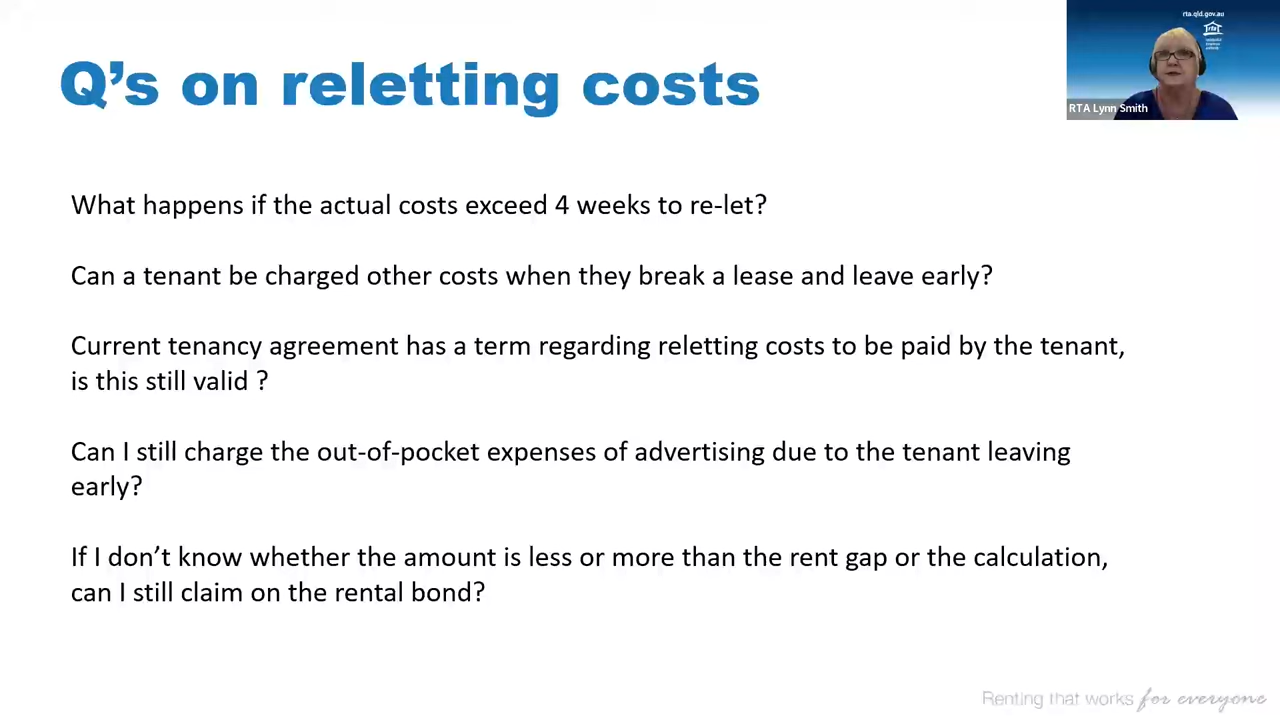 rta.qld.gov.au
rta
RTA Lynn Smith
Q’s on reletting costs
What happens if the actual costs exceed 4 weeks to re-let?
Can a tenant be charged other costs when they break a lease and leave early?
Current tenancy agreement has a term regarding reletting costs to be paid by the tenant,
is this still valid ?
Can I still charge the out-of-pocket expenses of advertising due to the tenant leaving
early?
If I don’t know whether the amount is less or more than the rent gap or the calculation,
can I still claim on the rental bond?
Renting that works for everyone